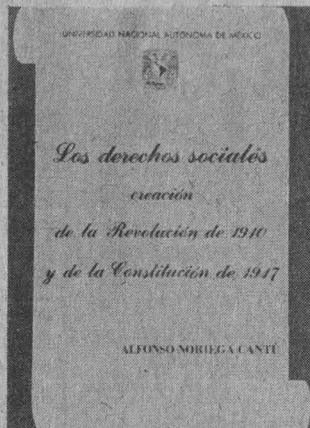 UNIVERSIDAD NACIONAL AUTÓNOMA DE MÉXICO
Los derechos sociales
creación
de la Revolución de 1910
y de la Constitución de 1917
ALFONSO NORIEGA CANTÚ